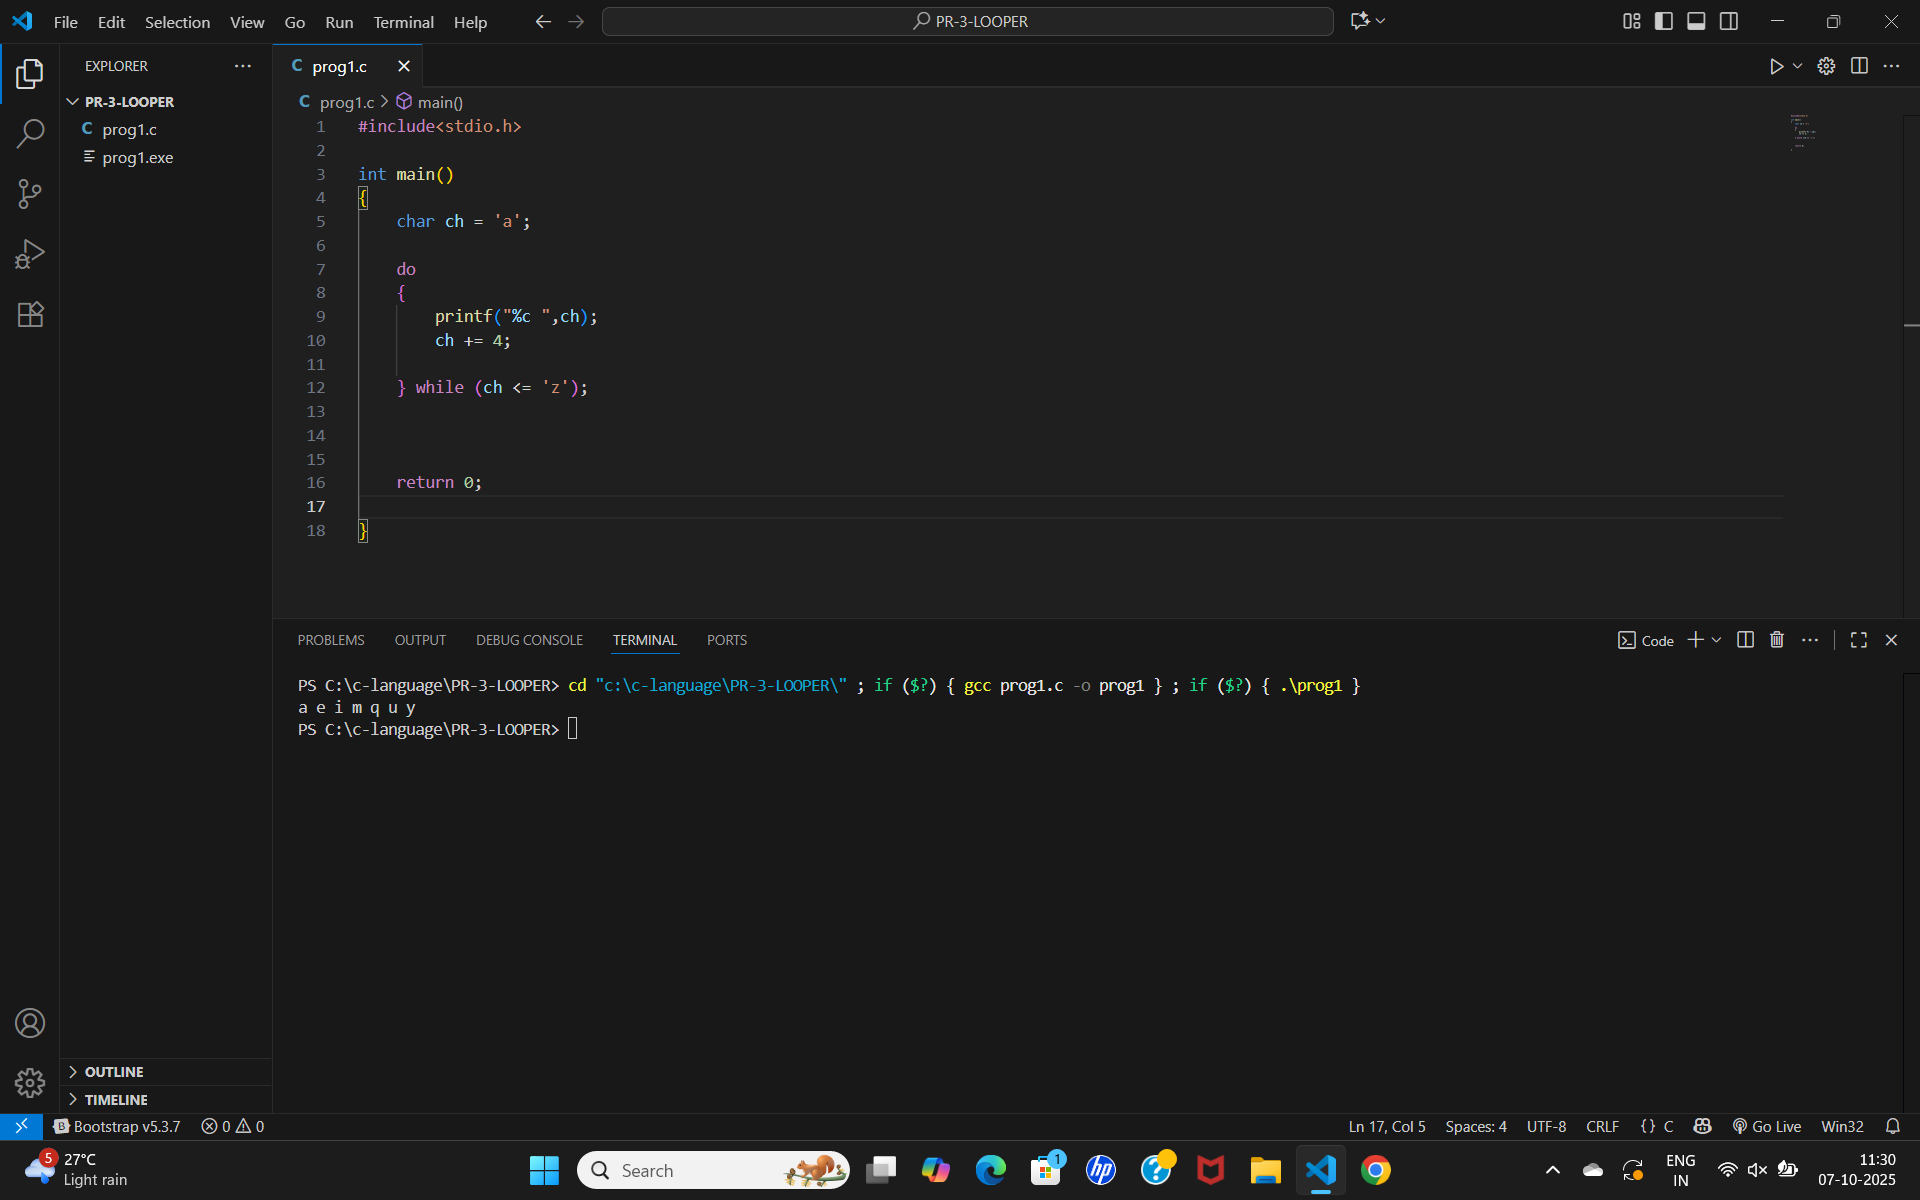 File Edit Selection View Go Run Terminal Help
PR-3-LOOPER
EXPLORER
PR-3-LOOPER
C prog1.c
prog1.exe
C prog1.c
C prog1.c > main()
1 #include<stdio.h>
2
3 int main()
4 {
5 char ch = 'a';
6
7 do
8 {
9 printf("%c ",ch);
10 ch += 4;
11
12 } while (ch <= 'z');
13
14
15
16 return 0;
17
18 }
PROBLEMS OUTPUT DEBUG CONSOLE TERMINAL PORTS
Code
PS C:\c-language\PR-3-LOOPER> cd "c:\c-language\PR-3-LOOPER\" ; if ($?) { gcc prog1.c -o prog1 } ; if ($?) { .\prog1 }
a e i m q u y
PS C:\c-language\PR-3-LOOPER>
OUTLINE
TIMELINE
B Bootstrap v5.3.7 0 0
Ln 17, Col 5 Spaces: 4 UTF-8 CRLF {} C Go Live Win32
5
27°C
Light rain
Search
1
hp
?
ENG
IN
11:30
07-10-2025